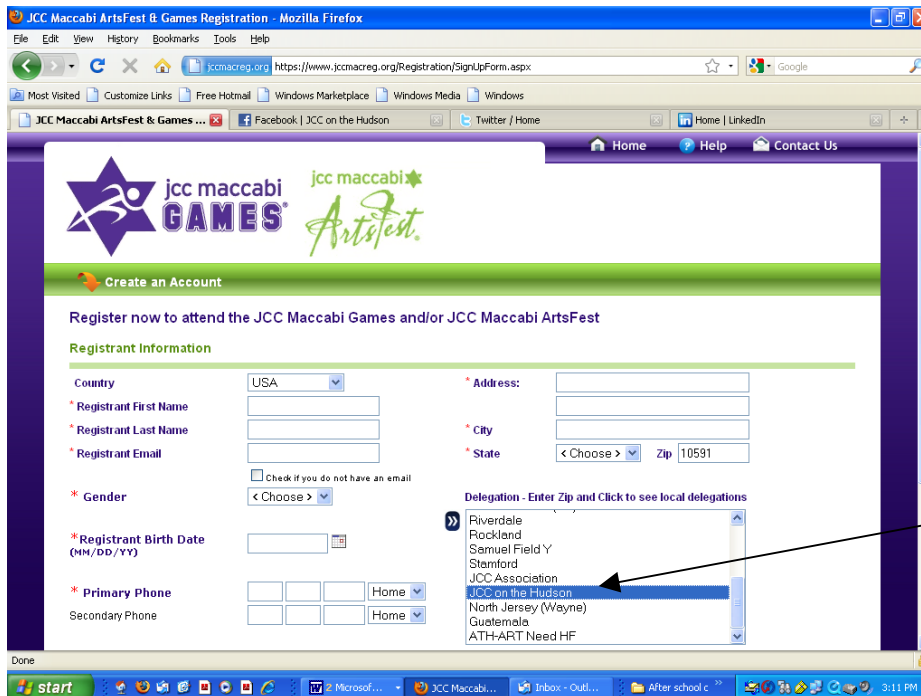 JCC Maccabi ArtsFest & Games Registration - Mozilla Firefox
File Edit View History Bookmarks Tools Help
jccmacreg.org https://www.jccmacreg.org/Registration/SignUpForm.aspx Google
Most Visited Customize Links Free Hotmail Windows Marketplace Windows Media Windows
JCC Maccabi ArtsFest & Games ... Facebook | JCC on the Hudson Twitter / Home Home | LinkedIn
Home Help Contact Us
jcc maccabi GAMES®
jcc maccabi ArtsFest.
Create an Account
Register now to attend the JCC Maccabi Games and/or JCC Maccabi ArtsFest
Registrant Information
Country USA * Address:
* Registrant First Name
* Registrant Last Name * City
* Registrant Email * State < Choose > Zip 10591
Check if you do not have an email
* Gender < Choose > Delegation - Enter Zip and Click to see local delegations
Riverdale
Rockland
*Registrant Birth Date
(MM/DD/YY)
Samuel Field Y
Stamford
JCC Association
* Primary Phone Home JCC on the Hudson
North Jersey (Wayne)
Secondary Phone Home Guatemala
ATH-ART Need HF
Done
start 2 Microsof... JCC Maccabi... Inbox - Outl... After school c 3:11 PM